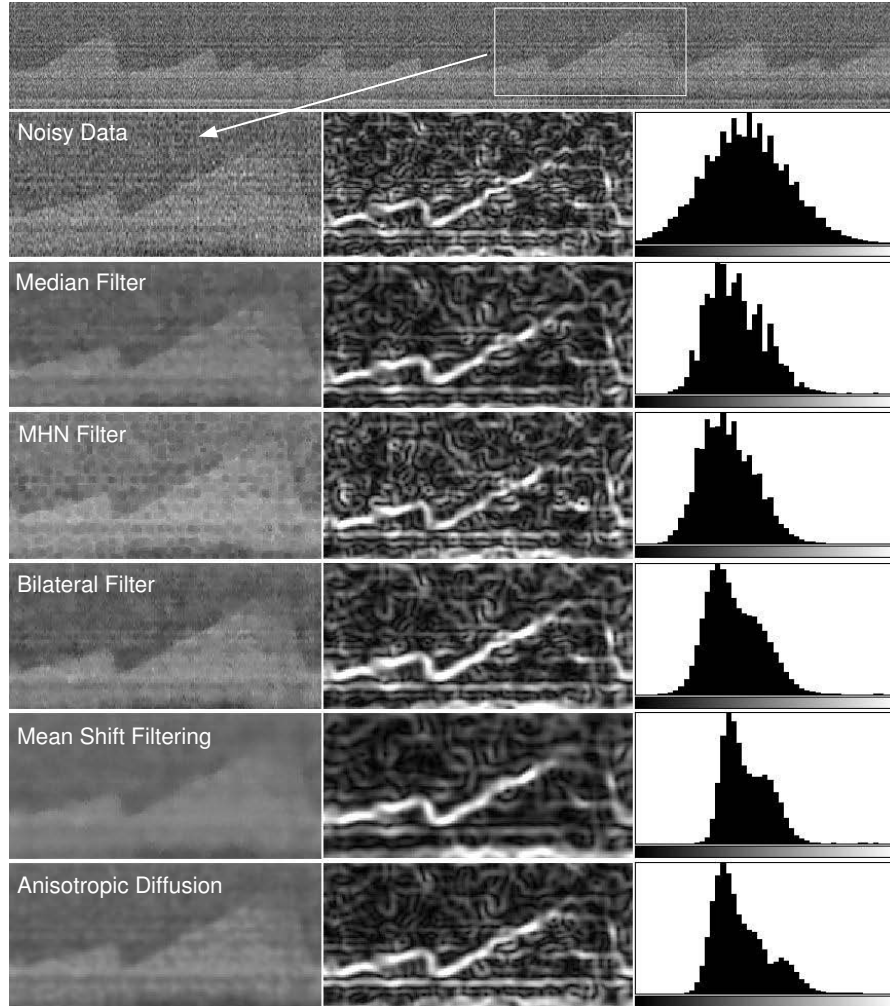 Noisy Data
Median Filter
MHN Filter
Bilateral Filter
Mean Shift Filtering
Anisotropic Diffusion